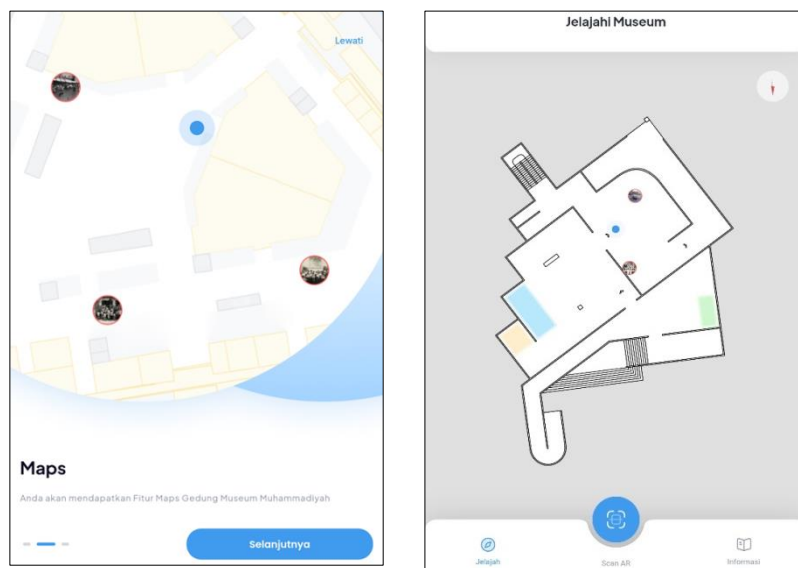 Lewati
Maps
Anda akan mendapatkan Fitur Maps Gedung Museum Muhammadiyah
Selanjutnya
Jelajahi Museum
Jelajah
Scan AR
Informasi